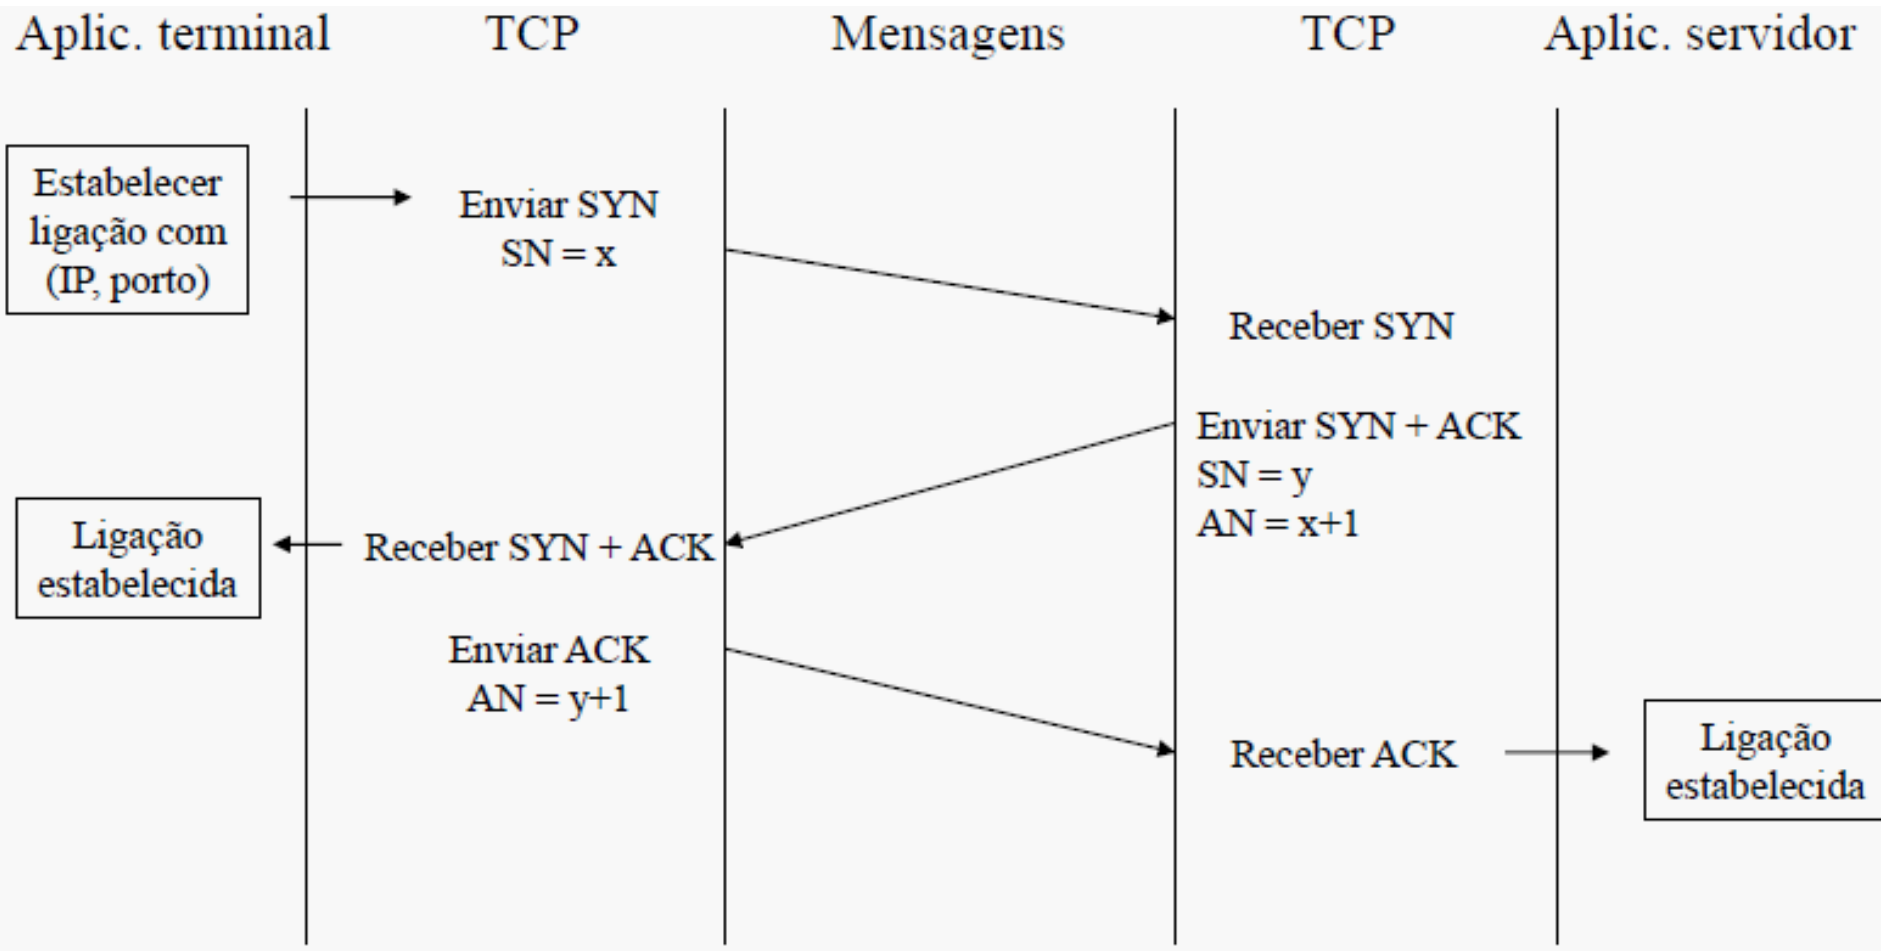 Aplic. terminal TCP Mensagens TCP Aplic. servidor
Estabelecer
ligação com
(IP, porto)
Enviar SYN
SN = x
Receber SYN
Enviar SYN + ACK
SN = y
AN = x+1
Ligação
estabelecida
Receber SYN + ACK
Enviar ACK
AN = y+1
Receber ACK
Ligação
estabelecida